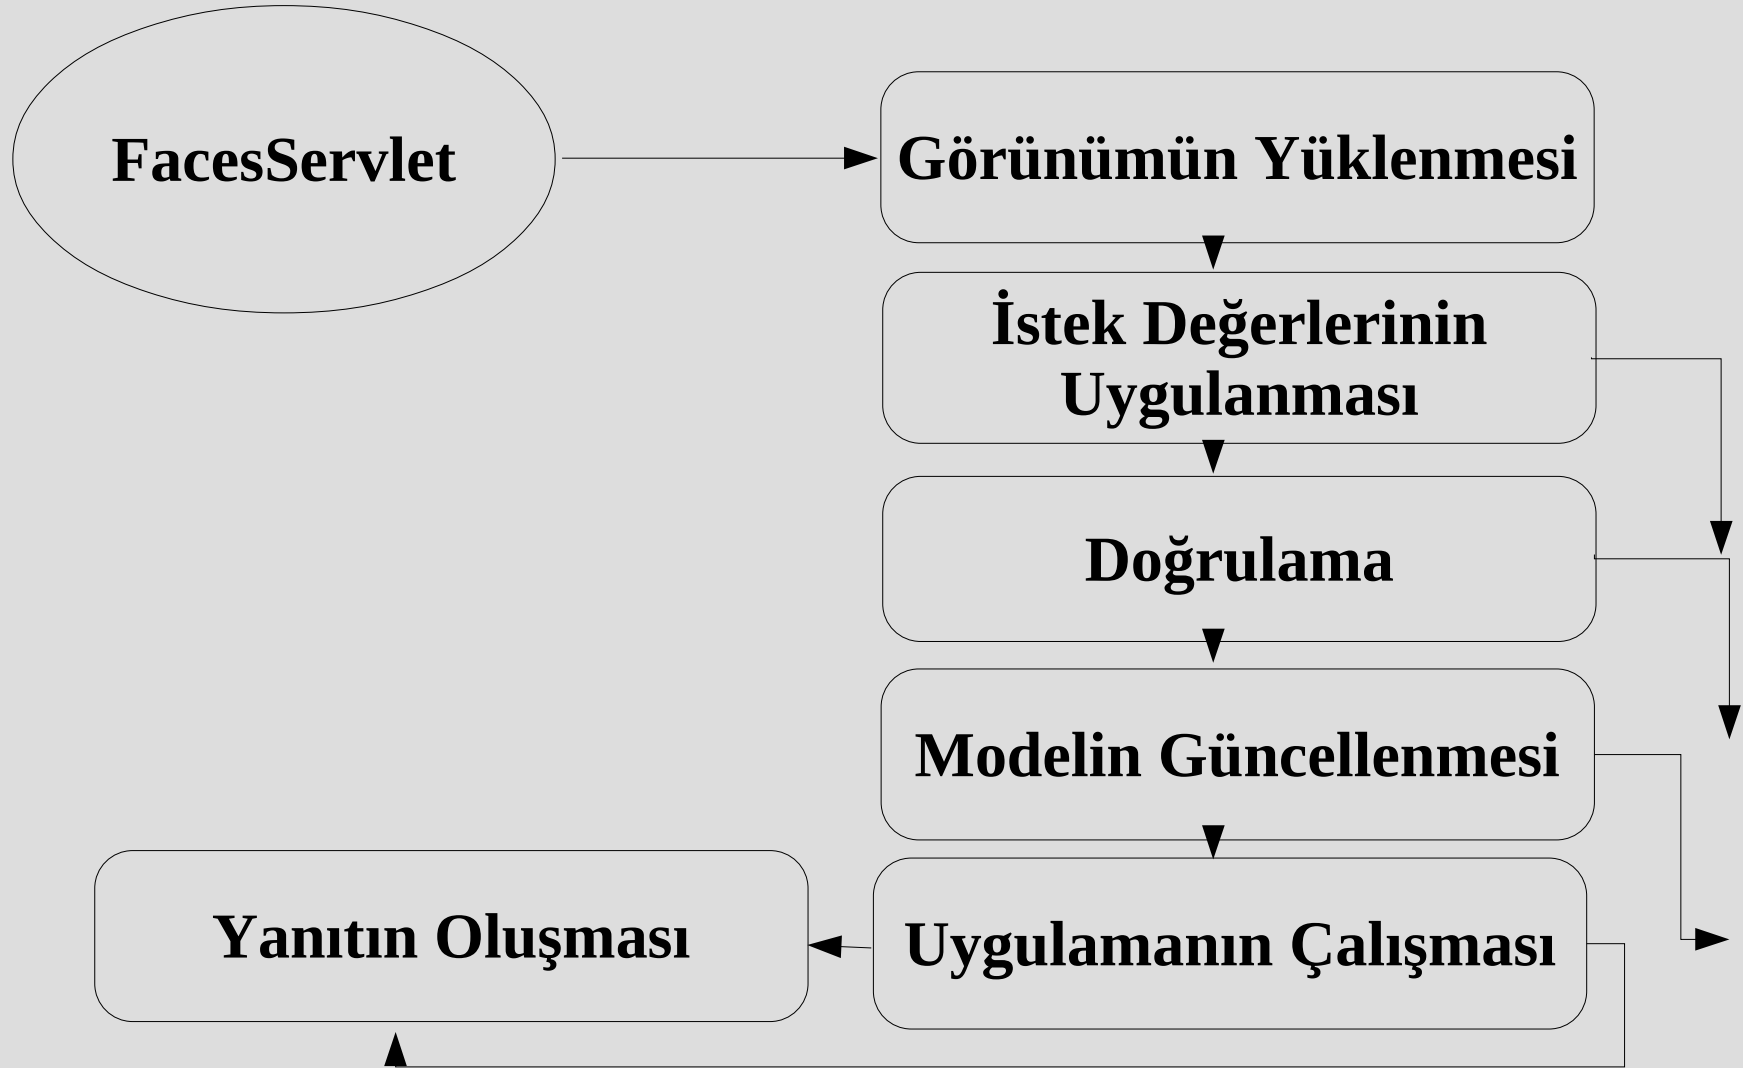 FacesServlet
Görünümün Yüklenmesi
İstek Değerlerinin
Uygulanması
Doğrulama
Modelin Güncellenmesi
Uygulamanın Çalışması
Yanıtın Oluşması